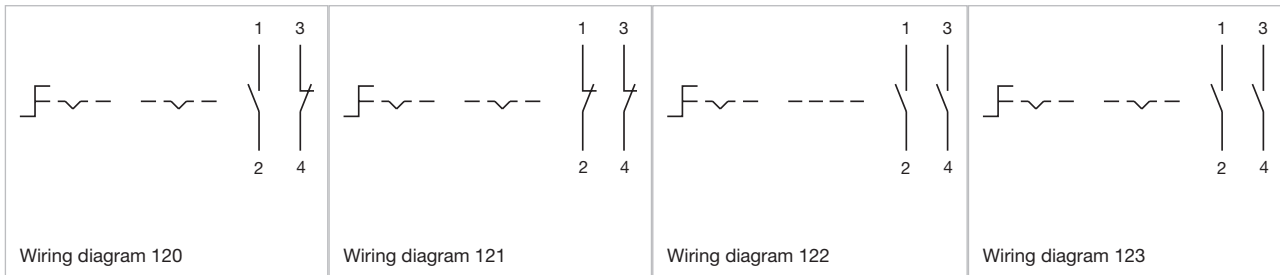 1 3 1 3 1 3 1 3
2 4 2 4 2 4 2 4
Wiring diagram 120
Wiring diagram 121
Wiring diagram 122
Wiring diagram 123